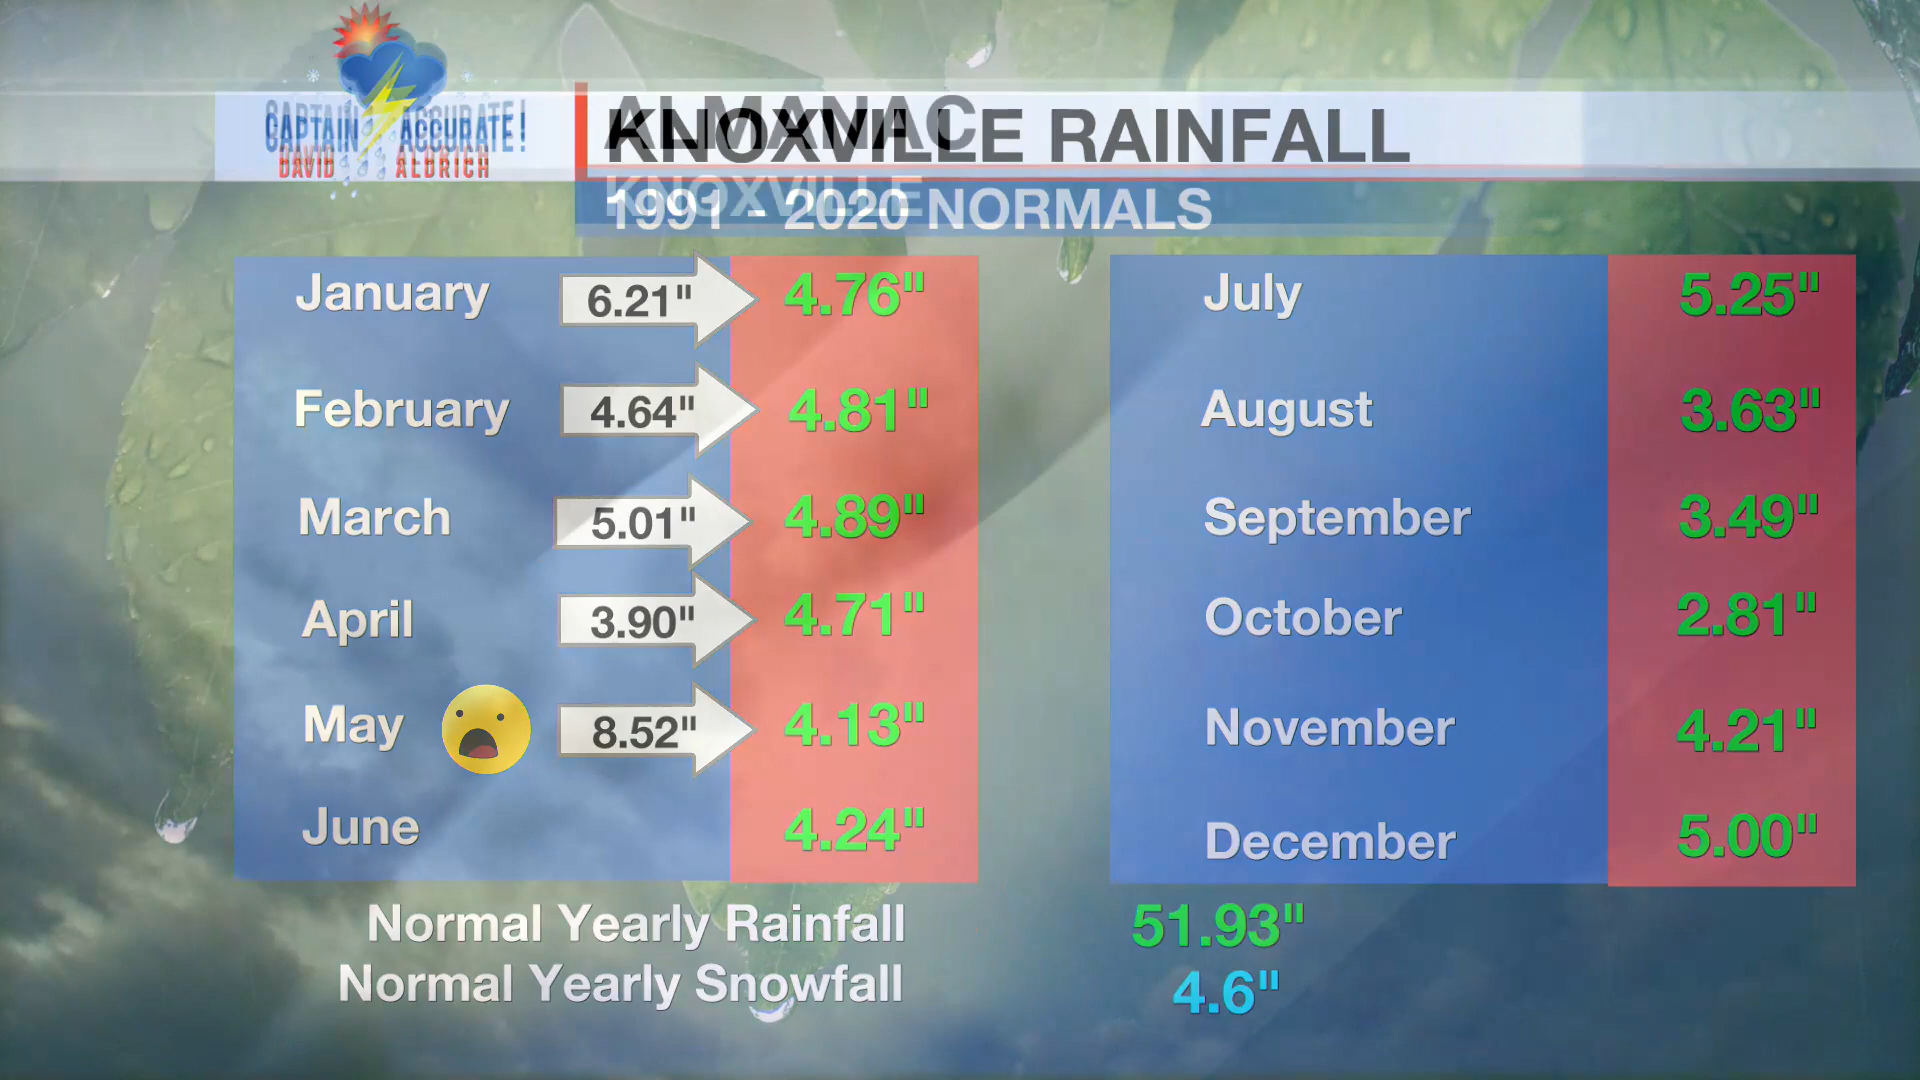 CAPTAIN ACCURATE!
DAVID ALDRICH
ALMANAC
KNOXVILLE
KNOXVILLE RAINFALL
1991 - 2020 NORMALS
January 6.21" 4.76"
February 4.64" 4.81"
March 5.01" 4.89"
April 3.90" 4.71"
May 8.52" 4.13"
June 4.24"
July 5.25"
August 3.63"
September 3.49"
October 2.81"
November 4.21"
December 5.00"
Normal Yearly Rainfall 51.93"
Normal Yearly Snowfall 4.6"